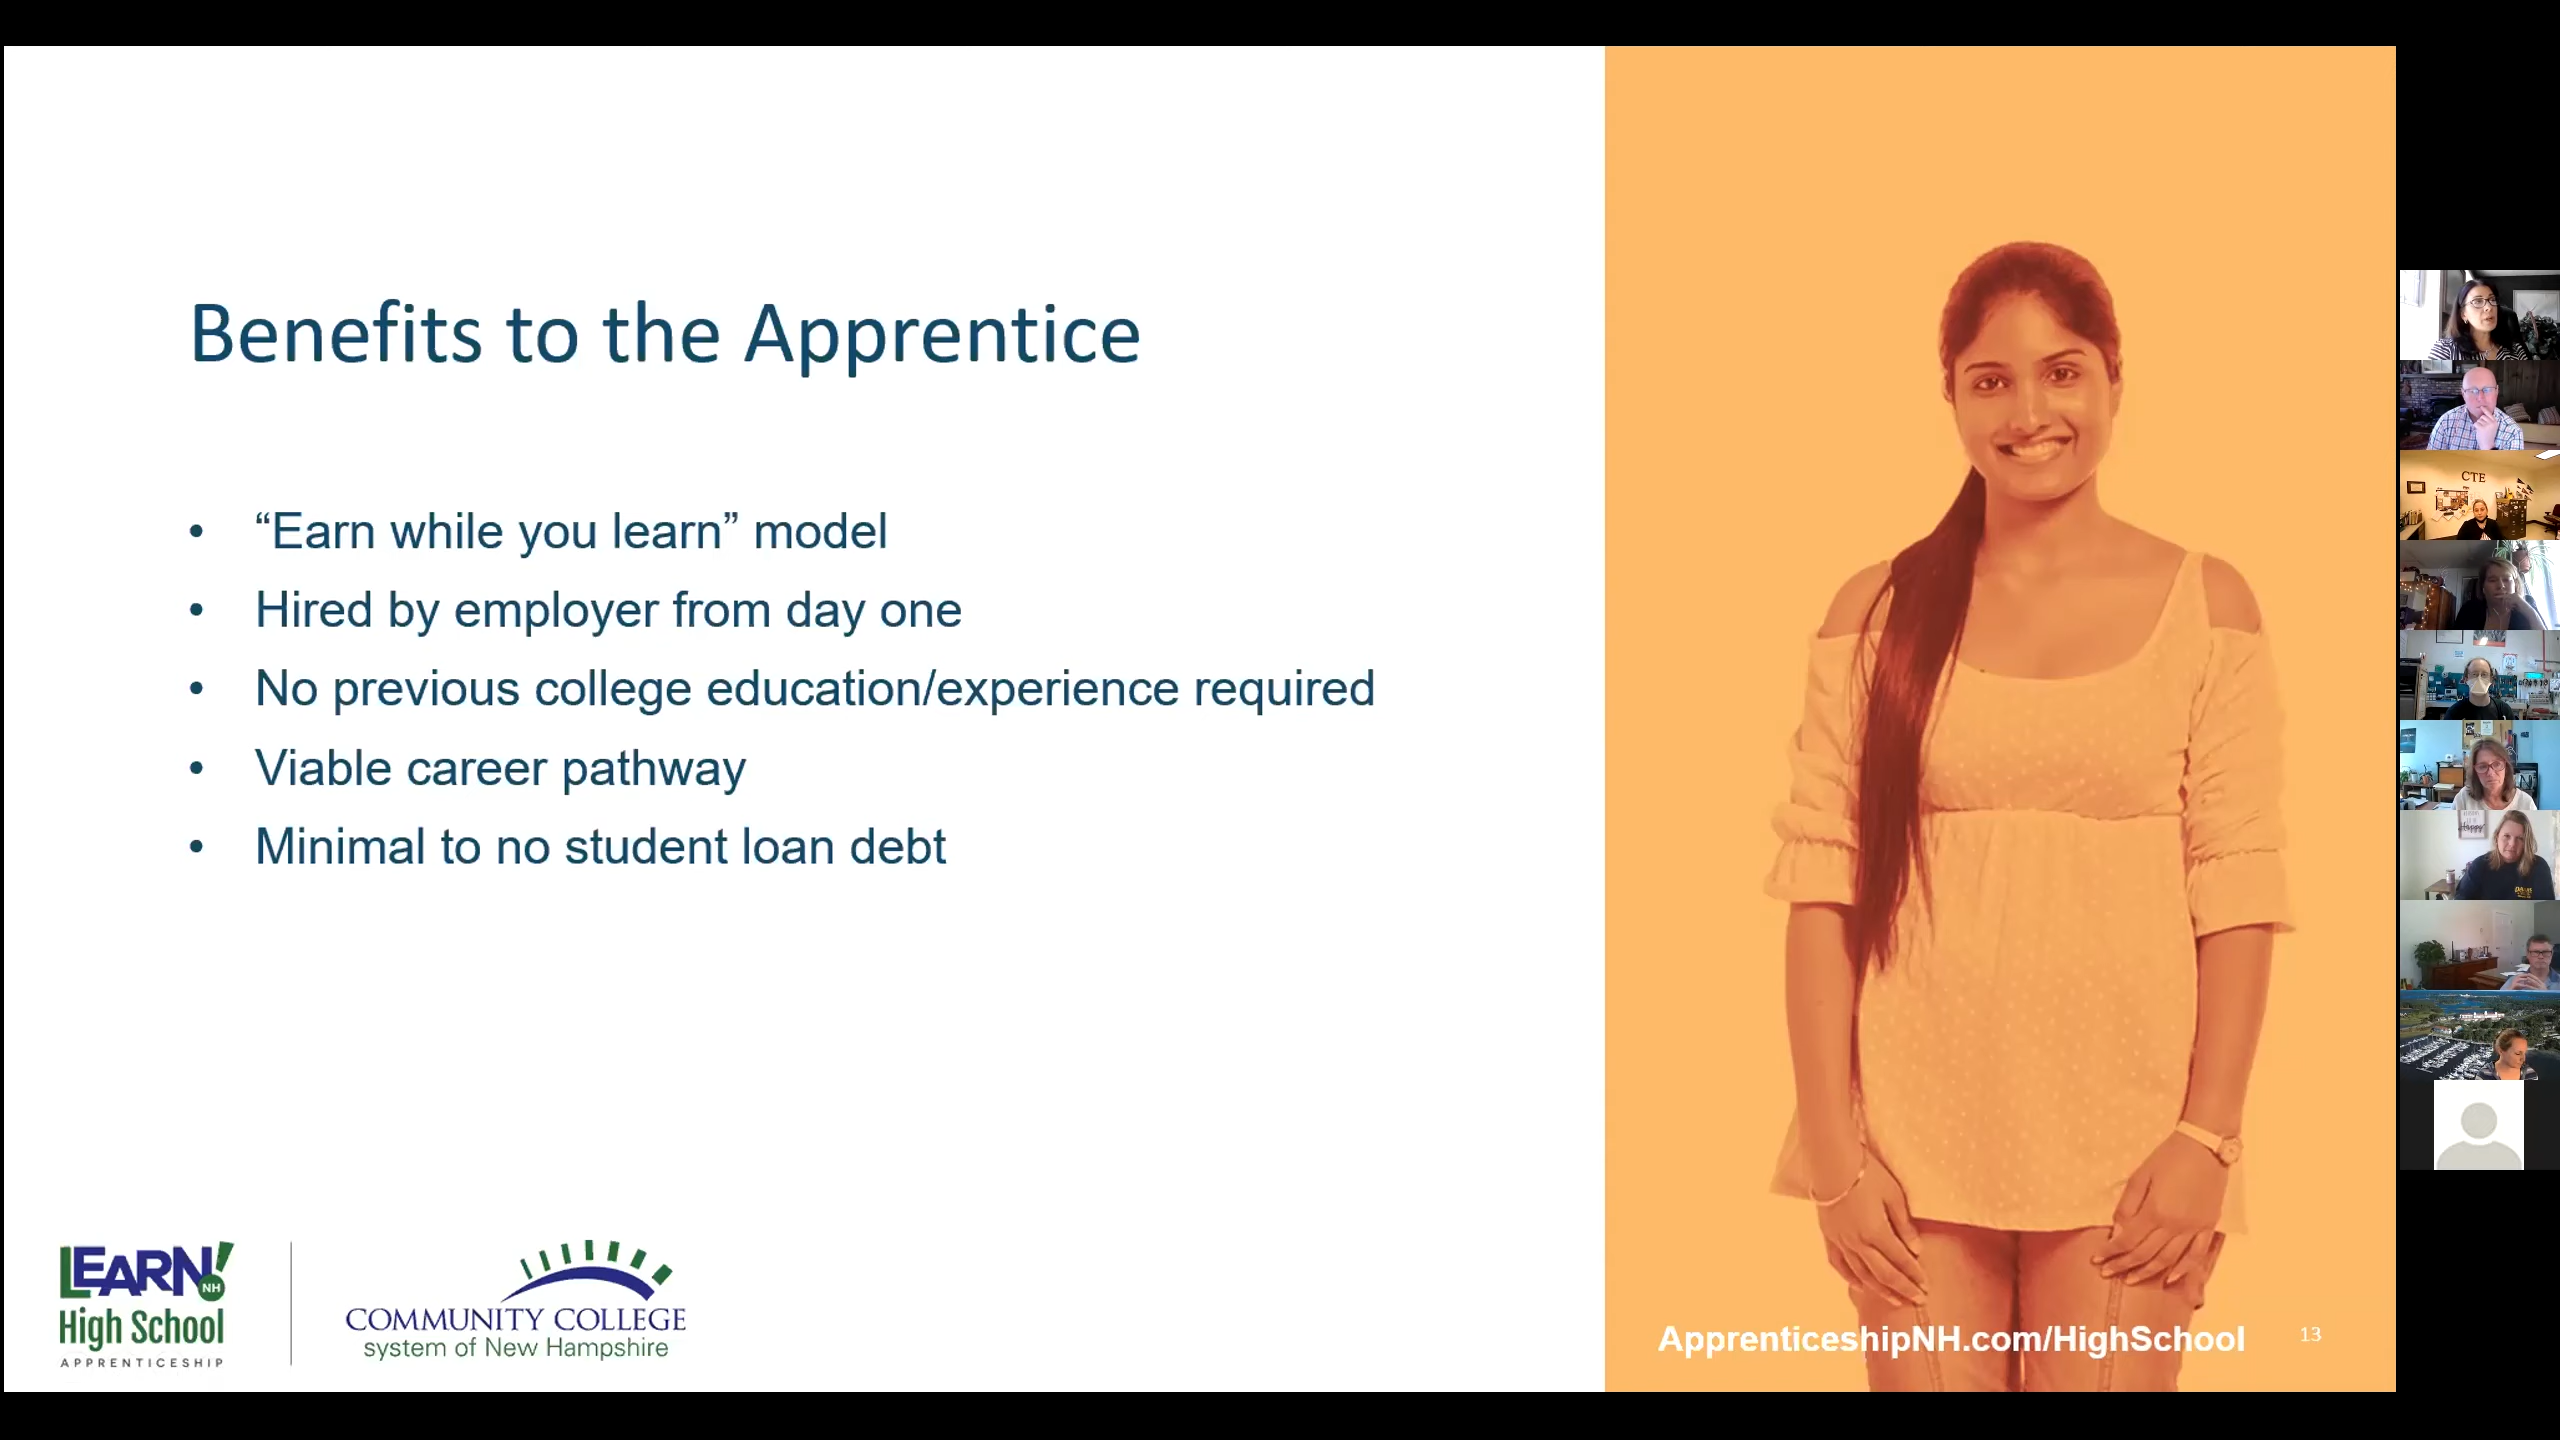 Benefits to the Apprentice
• “Earn while you learn” model
• Hired by employer from day one
• No previous college education/experience required
• Viable career pathway
• Minimal to no student loan debt
LEARN!
NH
High School
APPRENTICESHIP
COMMUNITY COLLEGE
system of New Hampshire
ApprenticeshipNH.com/HighSchool
13
CTE
Happy